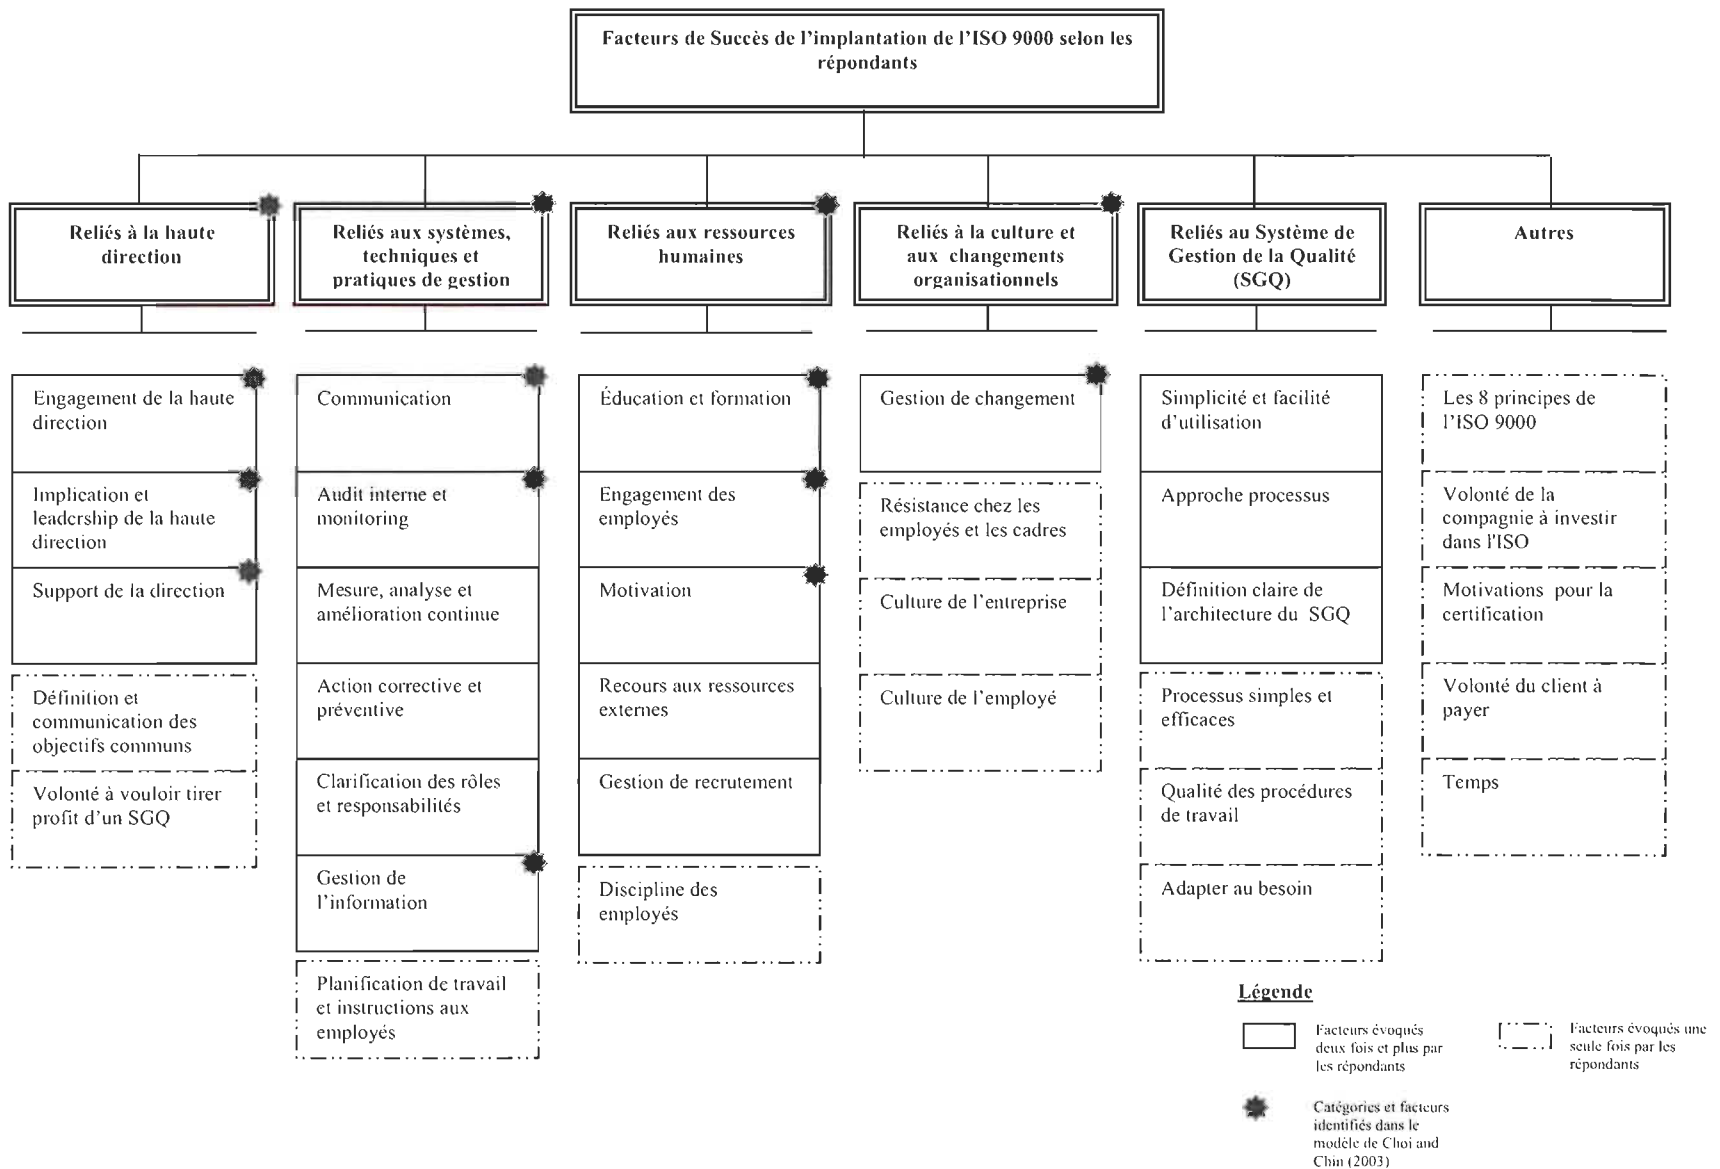 Facteurs de Succès de l'implantation de l'ISO 9000 selon les
répondants
Reliés à la haute
direction
Reliés aux systèmes,
techniques et
pratiques de gestion
Reliés aux ressources
humaines
Reliés à la culture et
aux changements
organisationnels
Reliés au Système de
Gestion de la Qualité
(SGQ)
Autres
Engagement de la haute
direction
Implication et
leadership de la haute
direction
Support de la direction
Définition et
communication des
objectifs communs
Volonté à vouloir tirer
profit d'un SGQ
Communication
Audit interne et
monitoring
Mesure, analyse et
amélioration continue
Action corrective et
préventive
Clarification des rôles
et responsabilités
Gestion de
l'information
Planification de travail
et instructions aux
employés
Éducation et formation
Engagement des
employés
Motivation
Recours aux ressources
externes
Gestion de recrutement
Discipline des
employés
Gestion de changement
Résistance chez les
employés et les cadres
Culture de l'entreprise
Culture de l'employé
Simplicité et facilité
d'utilisation
Approche processus
Définition claire de
l'architecture du SGQ
Processus simples et
efficaces
Qualité des procédures
de travail
Adapter au besoin
Les 8 principes de
l'ISO 9000
Volonté de la
compagnie à investir
dans l'ISO
Motivations pour la
certification
Volonté du client à
payer
Temps
Légende
Facteurs évoqués
deux fois et plus par
les répondants
Facteurs évoqués une
seule fois par les
répondants
Catégories et facteurs
identifiés dans le
modèle de Choi and
Chin (2003)